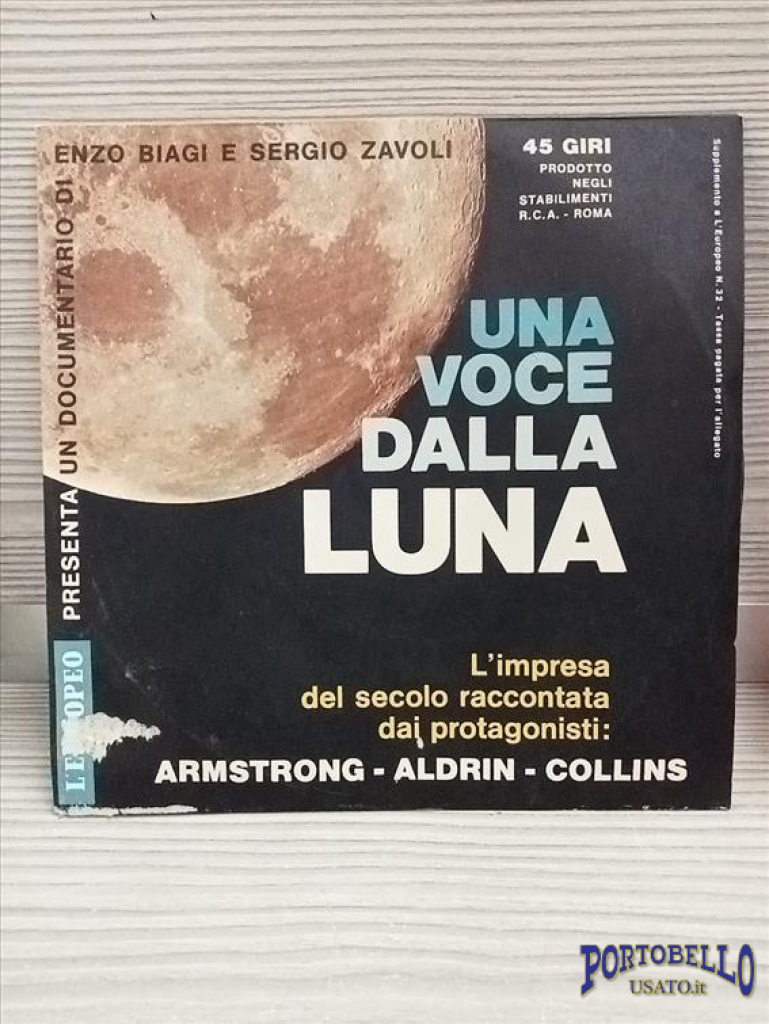 L'EUROPEO PRESENTA UN DOCUMENTARIO DI
ENZO BIAGI E SERGIO ZAVOLI
45 GIRI
PRODOTTO
NEGLI
STABILIMENTI
R.C.A. - ROMA
Supplemento a L'Europeo N. 32 - Tassa pagata per l'allegato
UNA
VOCE
DALLA
LUNA
L'impresa
del secolo raccontata
dai protagonisti:
ARMSTRONG - ALDRIN - COLLINS
PORTOBELLO
USATO.it